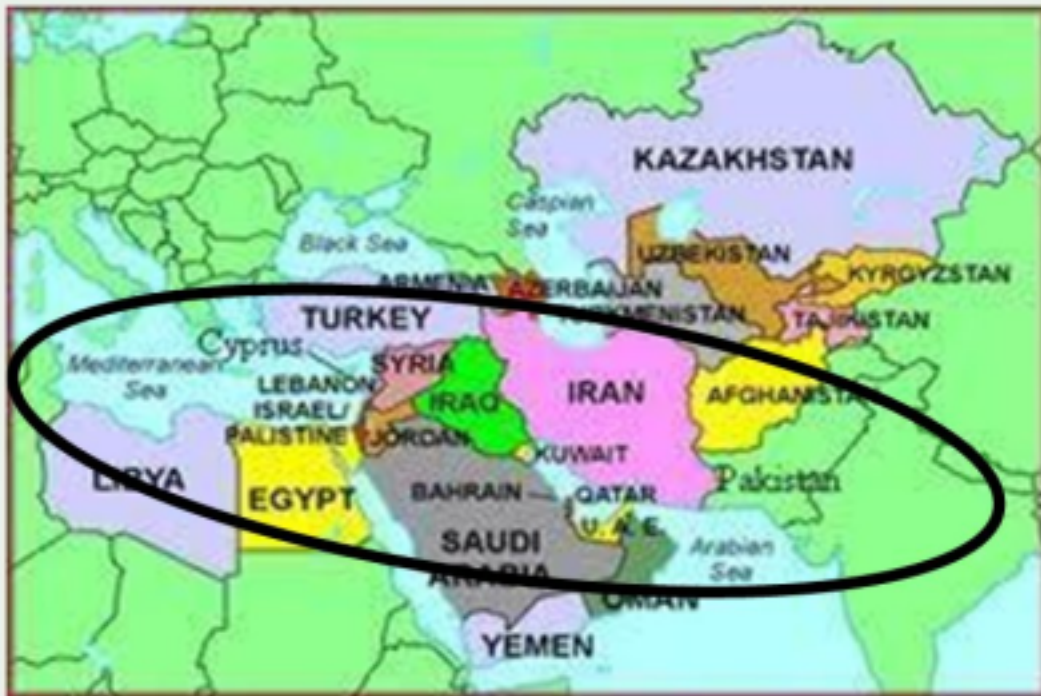 KAZAKHSTAN
Caspian
Sea
Black Sea
UZBEKISTAN
KYRGYZSTAN
ARMENIA
AZERBAIJAN
TURKMENISTAN
TAJIKISTAN
TURKEY
Cyprus
SYRIA
Mediterranean
Sea
LEBANON
ISRAEL/
PALISTINE
IRAQ
IRAN
AFGHANISTA
JORDAN
KUWAIT
LIBYA
EGYPT
BAHRAIN
QATAR
Pakistan
U. A. E.
SAUDI
ARABIA
Arabian
Sea
OMAN
YEMEN